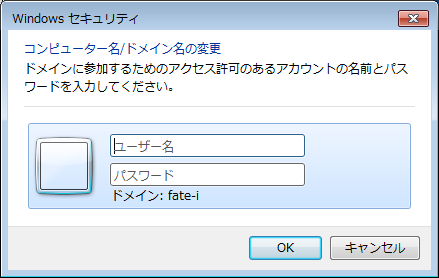 Windows セキュリティ
コンピューター名/ドメイン名の変更
ドメインに参加するためのアクセス許可のあるアカウントの名前とパス
ワードを入力してください。
ユーザー名
パスワード
ドメイン: fate-i
OK
キャンセル